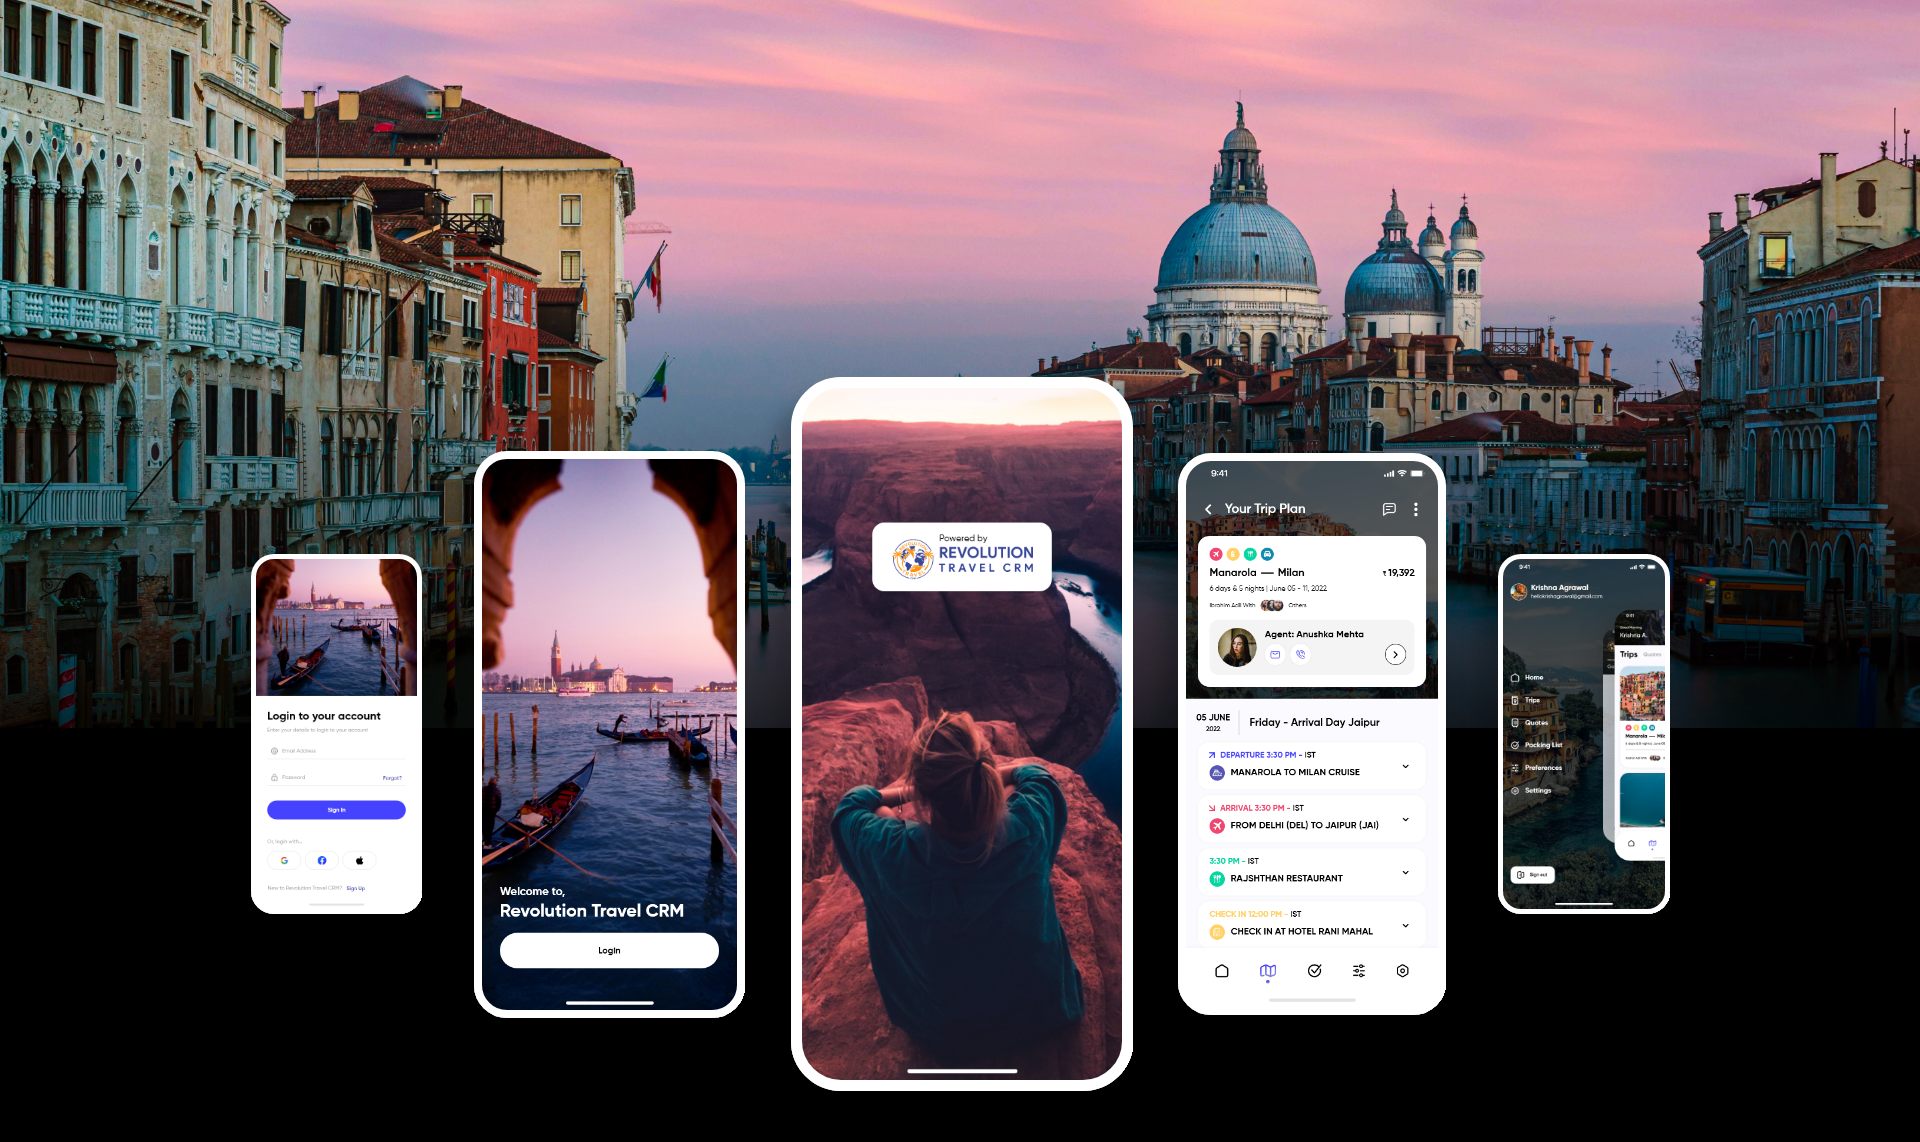 Login to your account
Enter your details to login to your account
Email Address
Password
Forgot?
Sign In
Or, login with...
New to Revolution Travel CRM? Sign Up
Welcome to,
Revolution Travel CRM
Login
Powered by
REVOLUTION
TRAVEL CRM
9:41
Your Trip Plan
Manarola — Milan
₹ 19,392
6 days & 5 nights | June 05 - 11, 2022
Ibrahim Adil With
Others
Agent: Anushka Mehta
05 JUNE
2022
Friday - Arrival Day Jaipur
DEPARTURE 3:30 PM - IST
MANAROLA TO MILAN CRUISE
ARRIVAL 3:30 PM - IST
FROM DELHI (DEL) TO JAIPUR (JAI)
3:30 PM - IST
RAJSHTHAN RESTAURANT
CHECK IN 12:00 PM - IST
CHECK IN AT HOTEL RANI MAHAL
9:41
Krishna Agrawal
Home
Trips
Quotes
Packing List
Preferences
Settings
Sign out
9:41
Good Morning
Krishna A.
Trips
Quotes
Manarola — Mil